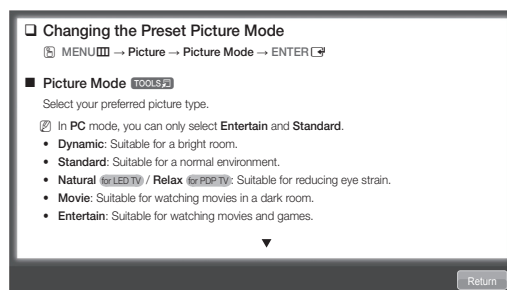 Changing the Preset Picture Mode
MENU → Picture → Picture Mode → ENTER
Picture Mode TOOLS
Select your preferred picture type.
In PC mode, you can only select Entertain and Standard.
• Dynamic: Suitable for a bright room.
• Standard: Suitable for a normal environment.
• Natural for LED TV / Relax for PDP TV: Suitable for reducing eye strain.
• Movie: Suitable for watching movies in a dark room.
• Entertain: Suitable for watching movies and games.
Return